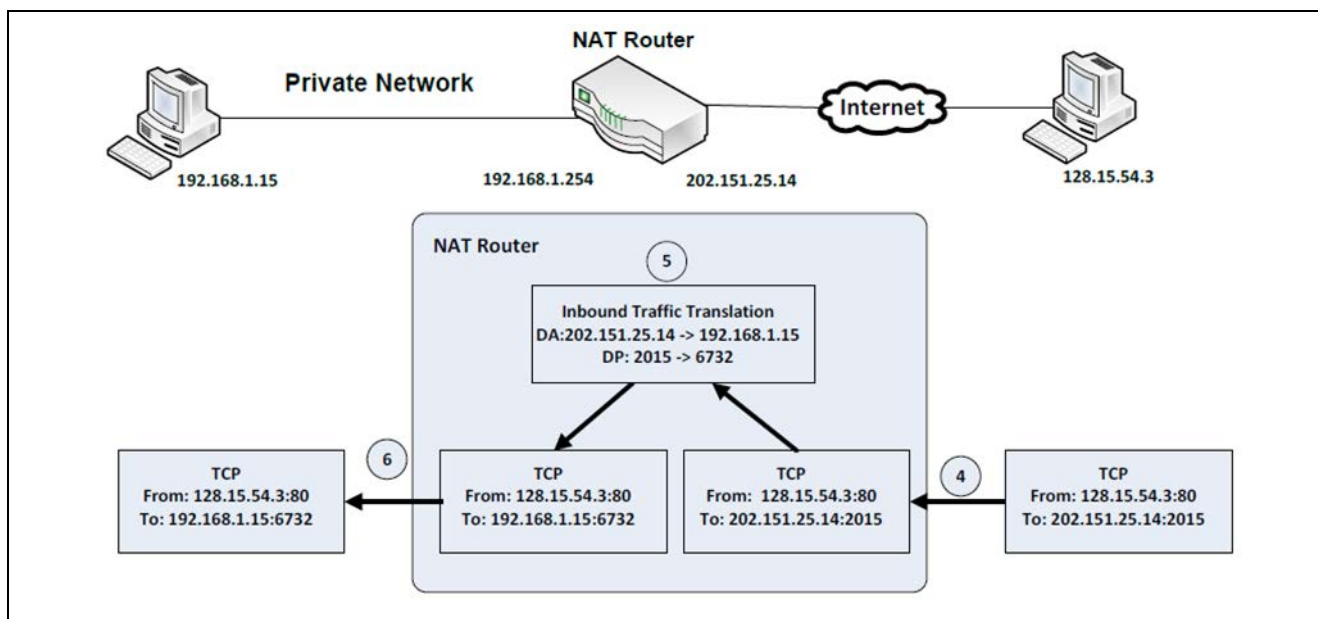 NAT Router
Private Network
Internet
192.168.1.15
192.168.1.254
202.151.25.14
128.15.54.3
NAT Router
5
Inbound Traffic Translation
DA:202.151.25.14 -> 192.168.1.15
DP: 2015 -> 6732
6
4
TCP
From: 128.15.54.3:80
To: 192.168.1.15:6732
TCP
From: 128.15.54.3:80
To: 192.168.1.15:6732
TCP
From: 128.15.54.3:80
To: 202.151.25.14:2015
TCP
From: 128.15.54.3:80
To: 202.151.25.14:2015